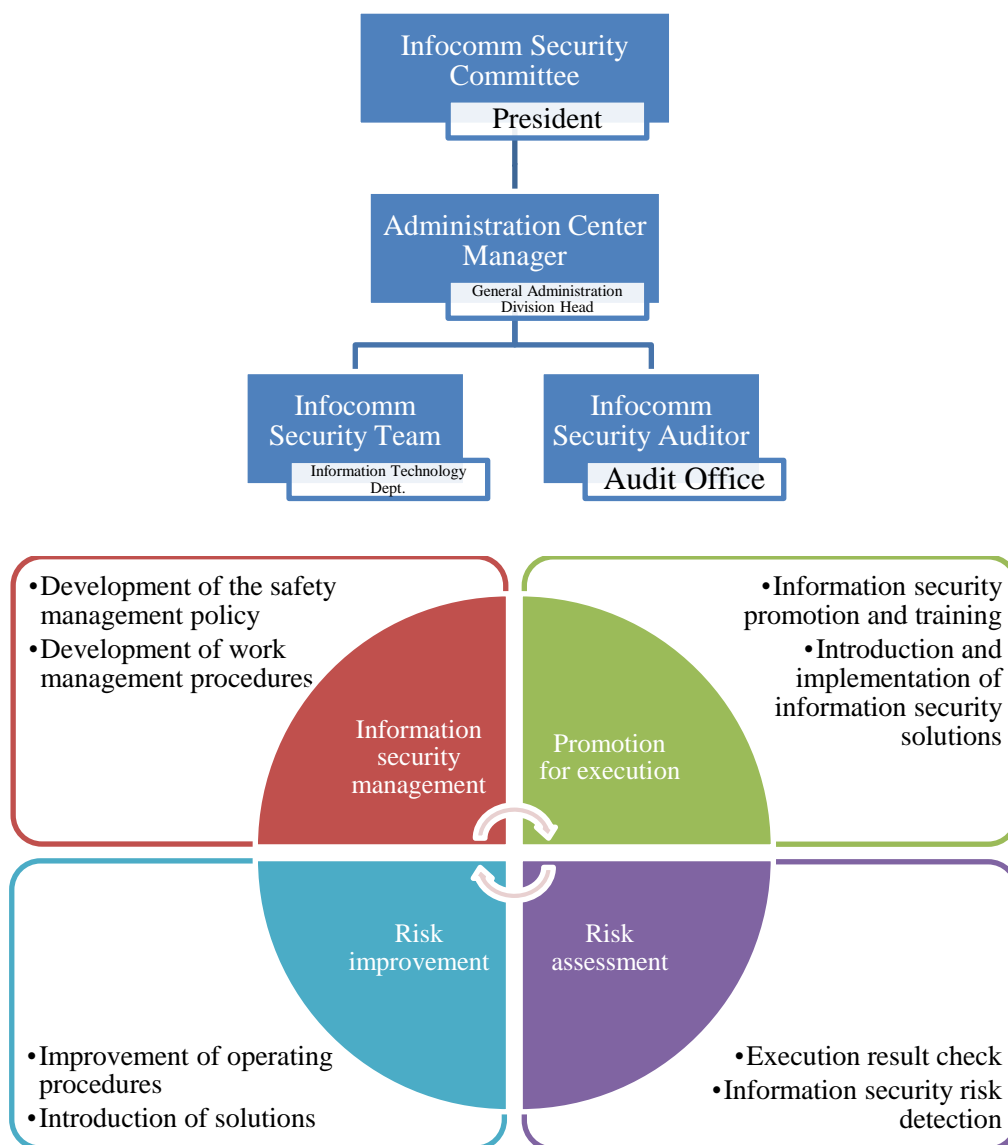 Infocomm Security
Committee
President
Administration Center
Manager
General Administration
Division Head
Infocomm
Security Team
Information Technology
Dept.
Infocomm
Security Auditor
Audit Office
•Development of the safety
management policy
•Development of work
management procedures
Information
security
management
•Information security
promotion and training
•Introduction and
implementation of
information security
solutions
Promotion
for execution
Risk
improvement
•Improvement of operating
procedures
•Introduction of solutions
Risk
assessment
•Execution result check
•Information security risk
detection